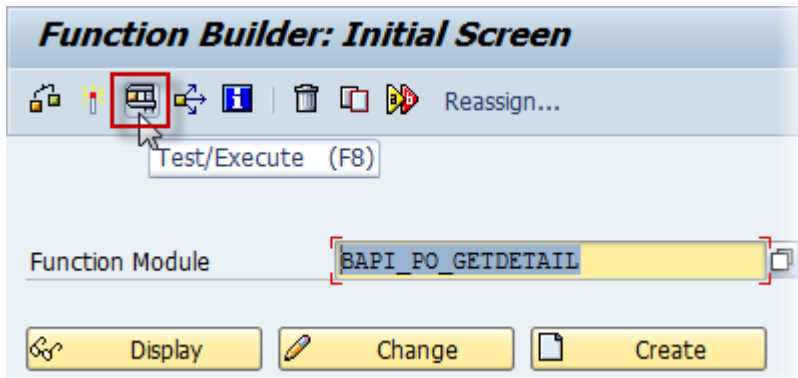 Function Builder: Initial Screen
Reassign...
Test/Execute (F8)
Function Module BAPI_PO_GETDETAIL
Display Change Create